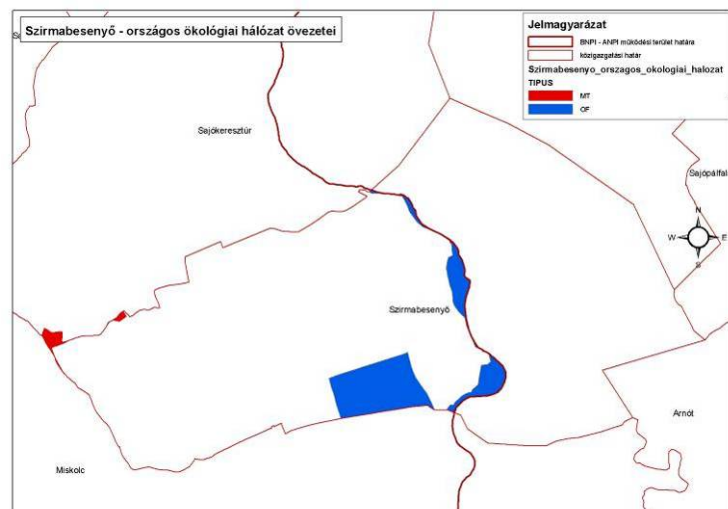 Szirmabesenyő - országos ökológiai hálózat övezetei
Jelmagyarázat
BNPI - ANPI működési terület határa
közigazgatási határ
Szirmabesenyo_orszagos_okologiai_halozat
TIPUS
MT
OF
Sajókeresztúr
Sajópálfala
N
W
E
S
Szirmabesenyő
Arnót
Miskolc